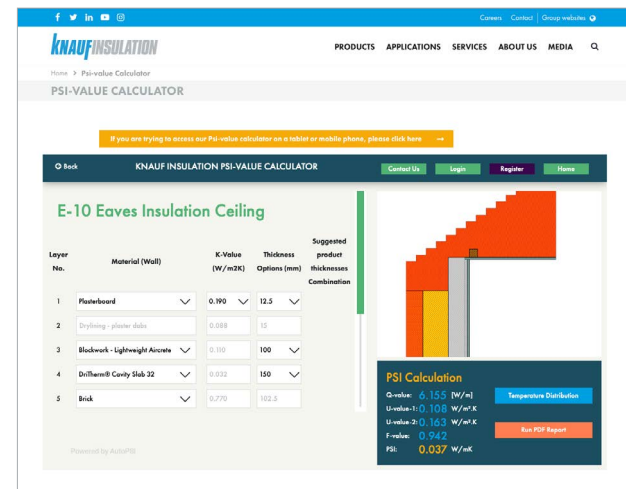 Careers Contact Group websites
KNAUFINSULATION
PRODUCTS APPLICATIONS SERVICES ABOUT US MEDIA
Home > Psi-value Calculator
PSI-VALUE CALCULATOR
If you are trying to access our Psi-value calculator on a tablet or mobile phone, please click here →
Back KNAUF INSULATION PSI-VALUE CALCULATOR Contact Us Login Register Home
E-10 Eaves Insulation Ceiling
Layer No. Material (Wall) K-Value (W/m2K) Thickness Options (mm) Suggested product thicknesses Combination
1 Plasterboard 0.190 12.5
2 Drylining - plaster dabs 0.088 15
3 Blockwork - Lightweight Aircrete 0.110 100
4 DriTherm® Cavity Slab 32 0.032 150
5 Brick 0.770 102.5
Powered by AutoPSI
PSI Calculation
Q-value: 6.155 [W/m]
U-value-1: 0.108 W/m².K
U-value-2: 0.163 W/m².K
F-value: 0.942
PSI: 0.037 W/mK
Temperature Distribution
Run PDF Report